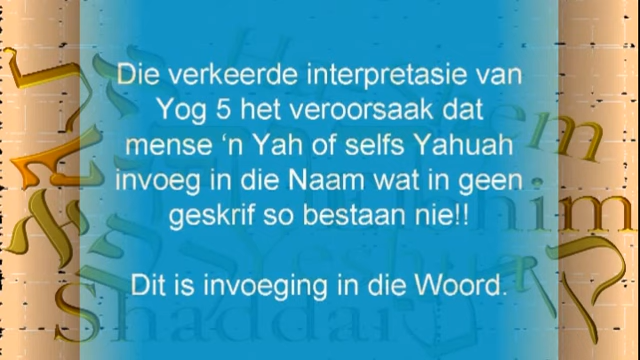 Die verkeerde interpretasie van
Yog 5 het veroorsaak dat
mense ‘n Yah of selfs Yahuah
invoeg in die Naam wat in geen
geskrif so bestaan nie!!
Dit is invoeging in die Woord.
Shaddai